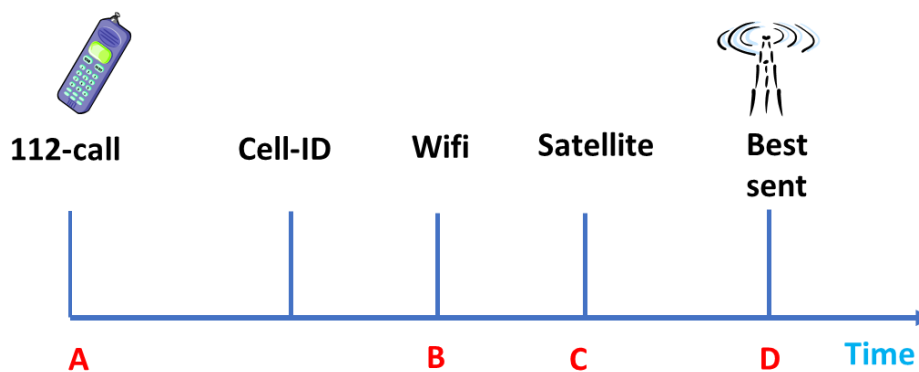 112-call
Cell-ID
Wifi
Satellite
Best
sent
A
B
C
D
Time